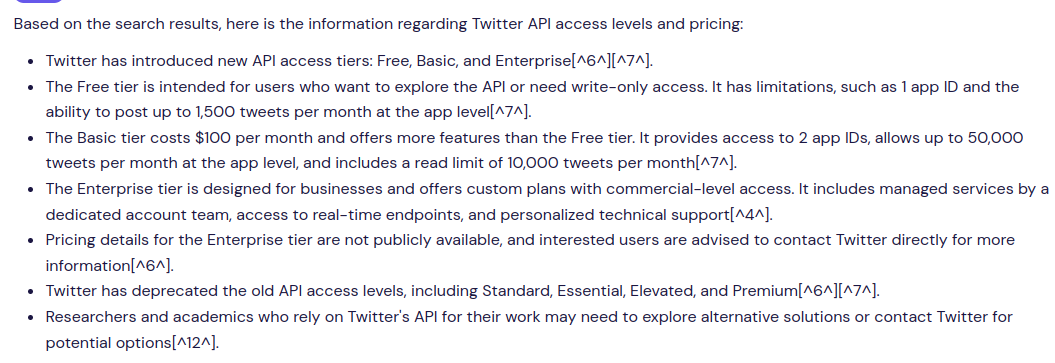 Based on the search results, here is the information regarding Twitter API access levels and pricing:
• Twitter has introduced new API access tiers: Free, Basic, and Enterprise[^6^][^7^].
• The Free tier is intended for users who want to explore the API or need write-only access. It has limitations, such as 1 app ID and the
ability to post up to 1,500 tweets per month at the app level[^7^].
• The Basic tier costs $100 per month and offers more features than the Free tier. It provides access to 2 app IDs, allows up to 50,000
tweets per month at the app level, and includes a read limit of 10,000 tweets per month[^7^].
• The Enterprise tier is designed for businesses and offers custom plans with commercial-level access. It includes managed services by a
dedicated account team, access to real-time endpoints, and personalized technical support[^4^].
• Pricing details for the Enterprise tier are not publicly available, and interested users are advised to contact Twitter directly for more
information[^6^].
• Twitter has deprecated the old API access levels, including Standard, Essential, Elevated, and Premium[^6^][^7^].
• Researchers and academics who rely on Twitter's API for their work may need to explore alternative solutions or contact Twitter for
potential options[^12^].